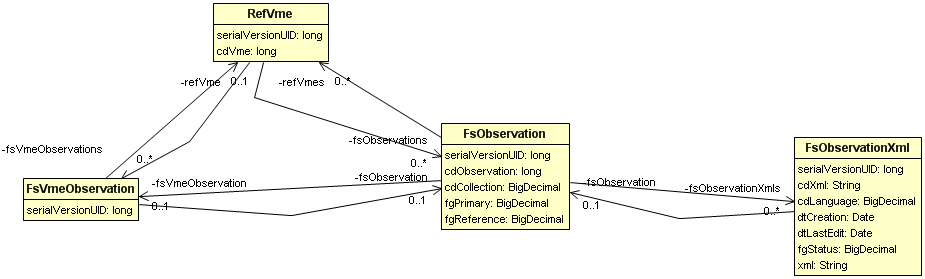 RefVme
serialVersionUID: long
cdVme: long
-refVme
0..1
-refVmes
0..*
-fsVmeObservations
0..*
-fsObservations
0..*
FsObservation
serialVersionUID: long
cdObservation: long
cdCollection: BigDecimal
fgPrimary: BigDecimal
fgReference: BigDecimal
FsVmeObservation
serialVersionUID: long
-fsVmeObservation
0..1
-fsObservation
0..1
-fsObservation
0..1
-fsObservationXmls
0..*
FsObservationXml
serialVersionUID: long
cdXml: String
cdLanguage: BigDecimal
dtCreation: Date
dtLastEdit: Date
fgStatus: BigDecimal
xml: String